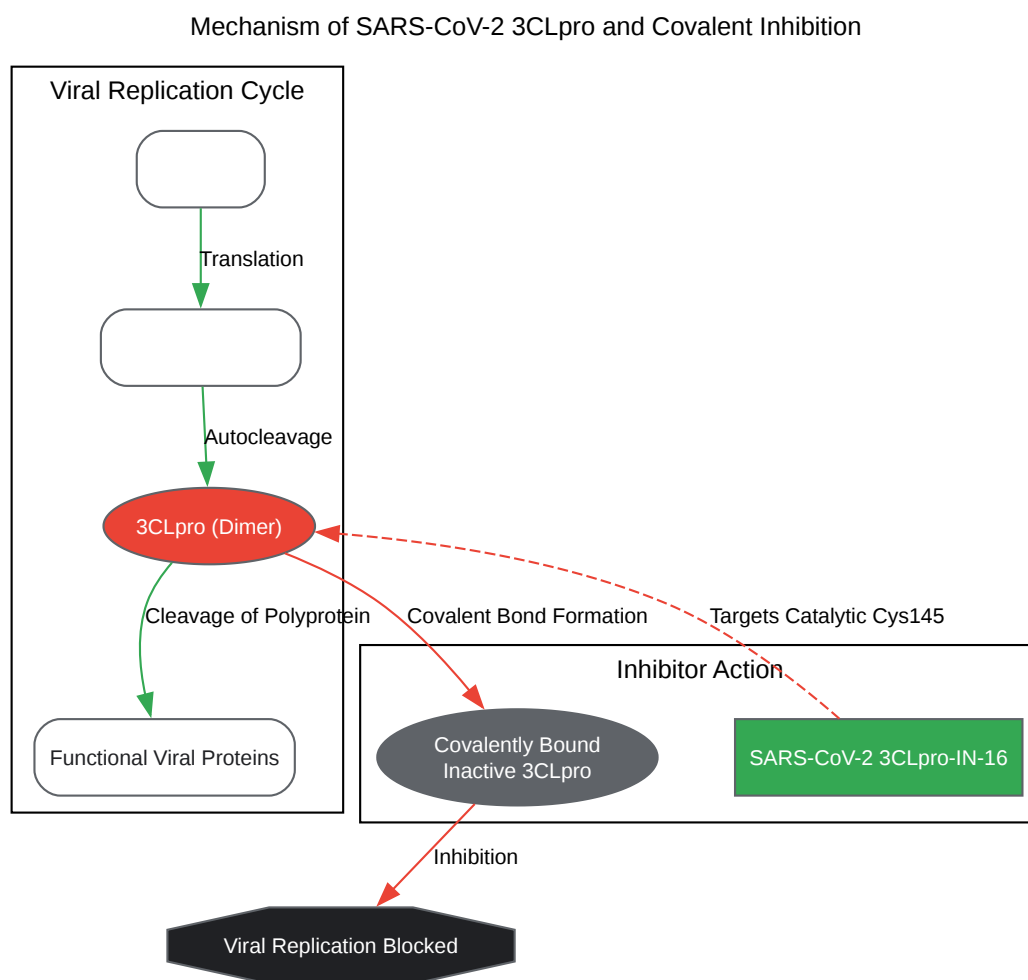 Mechanism of SARS-CoV-2 3CLpro and Covalent Inhibition
Viral Replication Cycle
Translation
Autocleavage
3CLpro (Dimer)
Cleavage of Polyprotein
Covalent Bond Formation
Targets Catalytic Cys145
Inhibitor Action
Functional Viral Proteins
Covalently Bound
Inactive 3CLpro
SARS-CoV-2 3CLpro-IN-16
Inhibition
Viral Replication Blocked